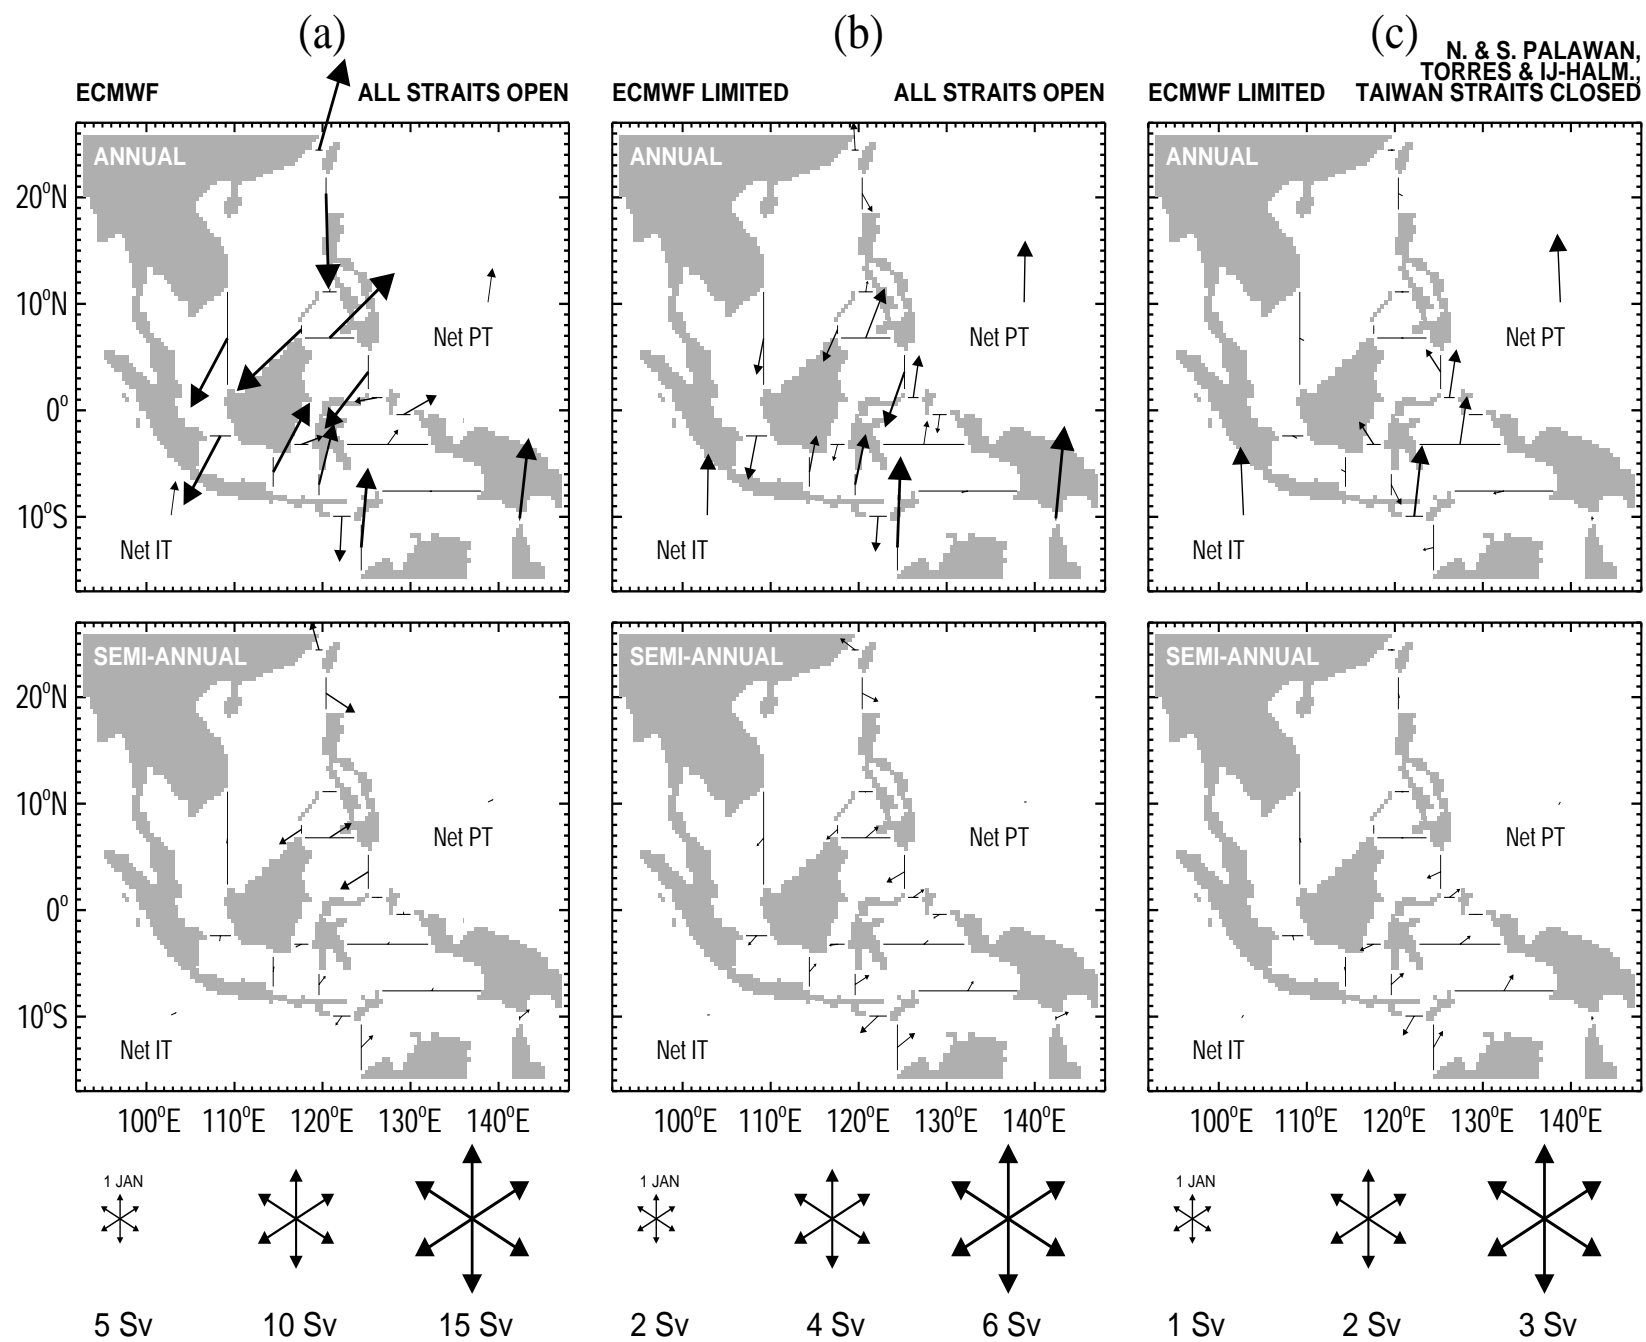 (a) (b) (c)
N. & S. PALAWAN,
TORRES & IJ-HALM.,
ECMWF ALL STRAITS OPEN ECMWF LIMITED ALL STRAITS OPEN ECMWF LIMITED TAIWAN STRAITS CLOSED
ANNUAL ANNUAL ANNUAL
20°N
10°N
Net PT Net PT Net PT
0°
10°S
Net IT Net IT Net IT
SEMI-ANNUAL SEMI-ANNUAL SEMI-ANNUAL
20°N
10°N
Net PT Net PT Net PT
0°
10°S
Net IT Net IT Net IT
100°E 110°E 120°E 130°E 140°E 100°E 110°E 120°E 130°E 140°E 100°E 110°E 120°E 130°E 140°E
1 JAN 1 JAN 1 JAN
5 Sv 10 Sv 15 Sv 2 Sv 4 Sv 6 Sv 1 Sv 2 Sv 3 Sv